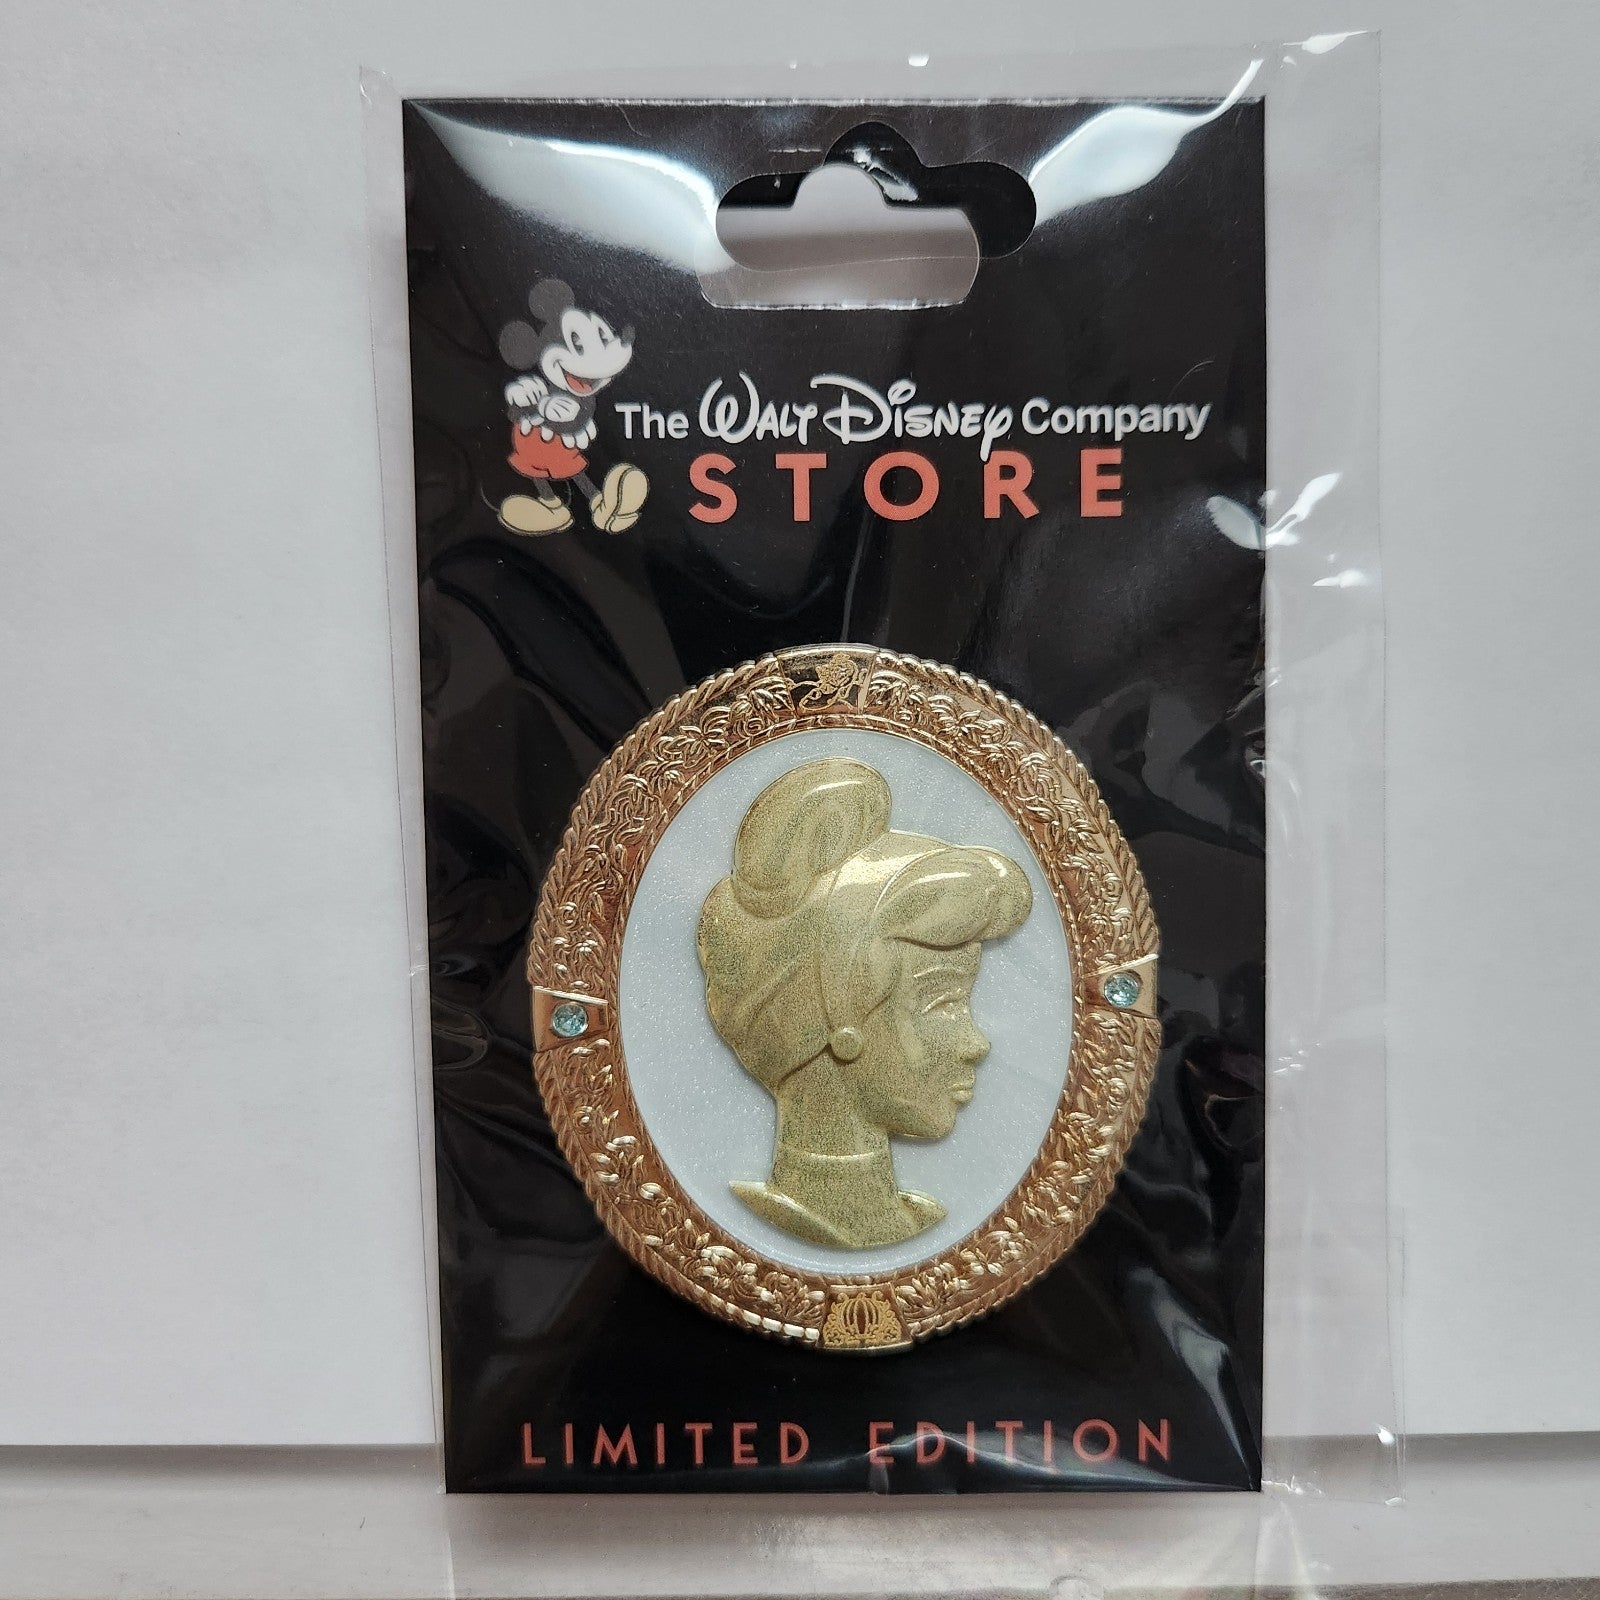 The Walt Disney Company
STORE
LIMITED EDITION